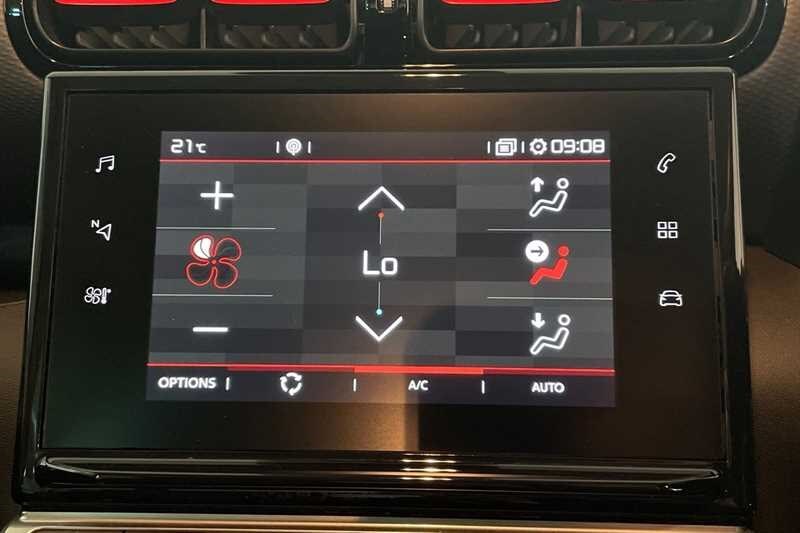 21°C
09:08
N
Lo
OPTIONS
A/C
AUTO